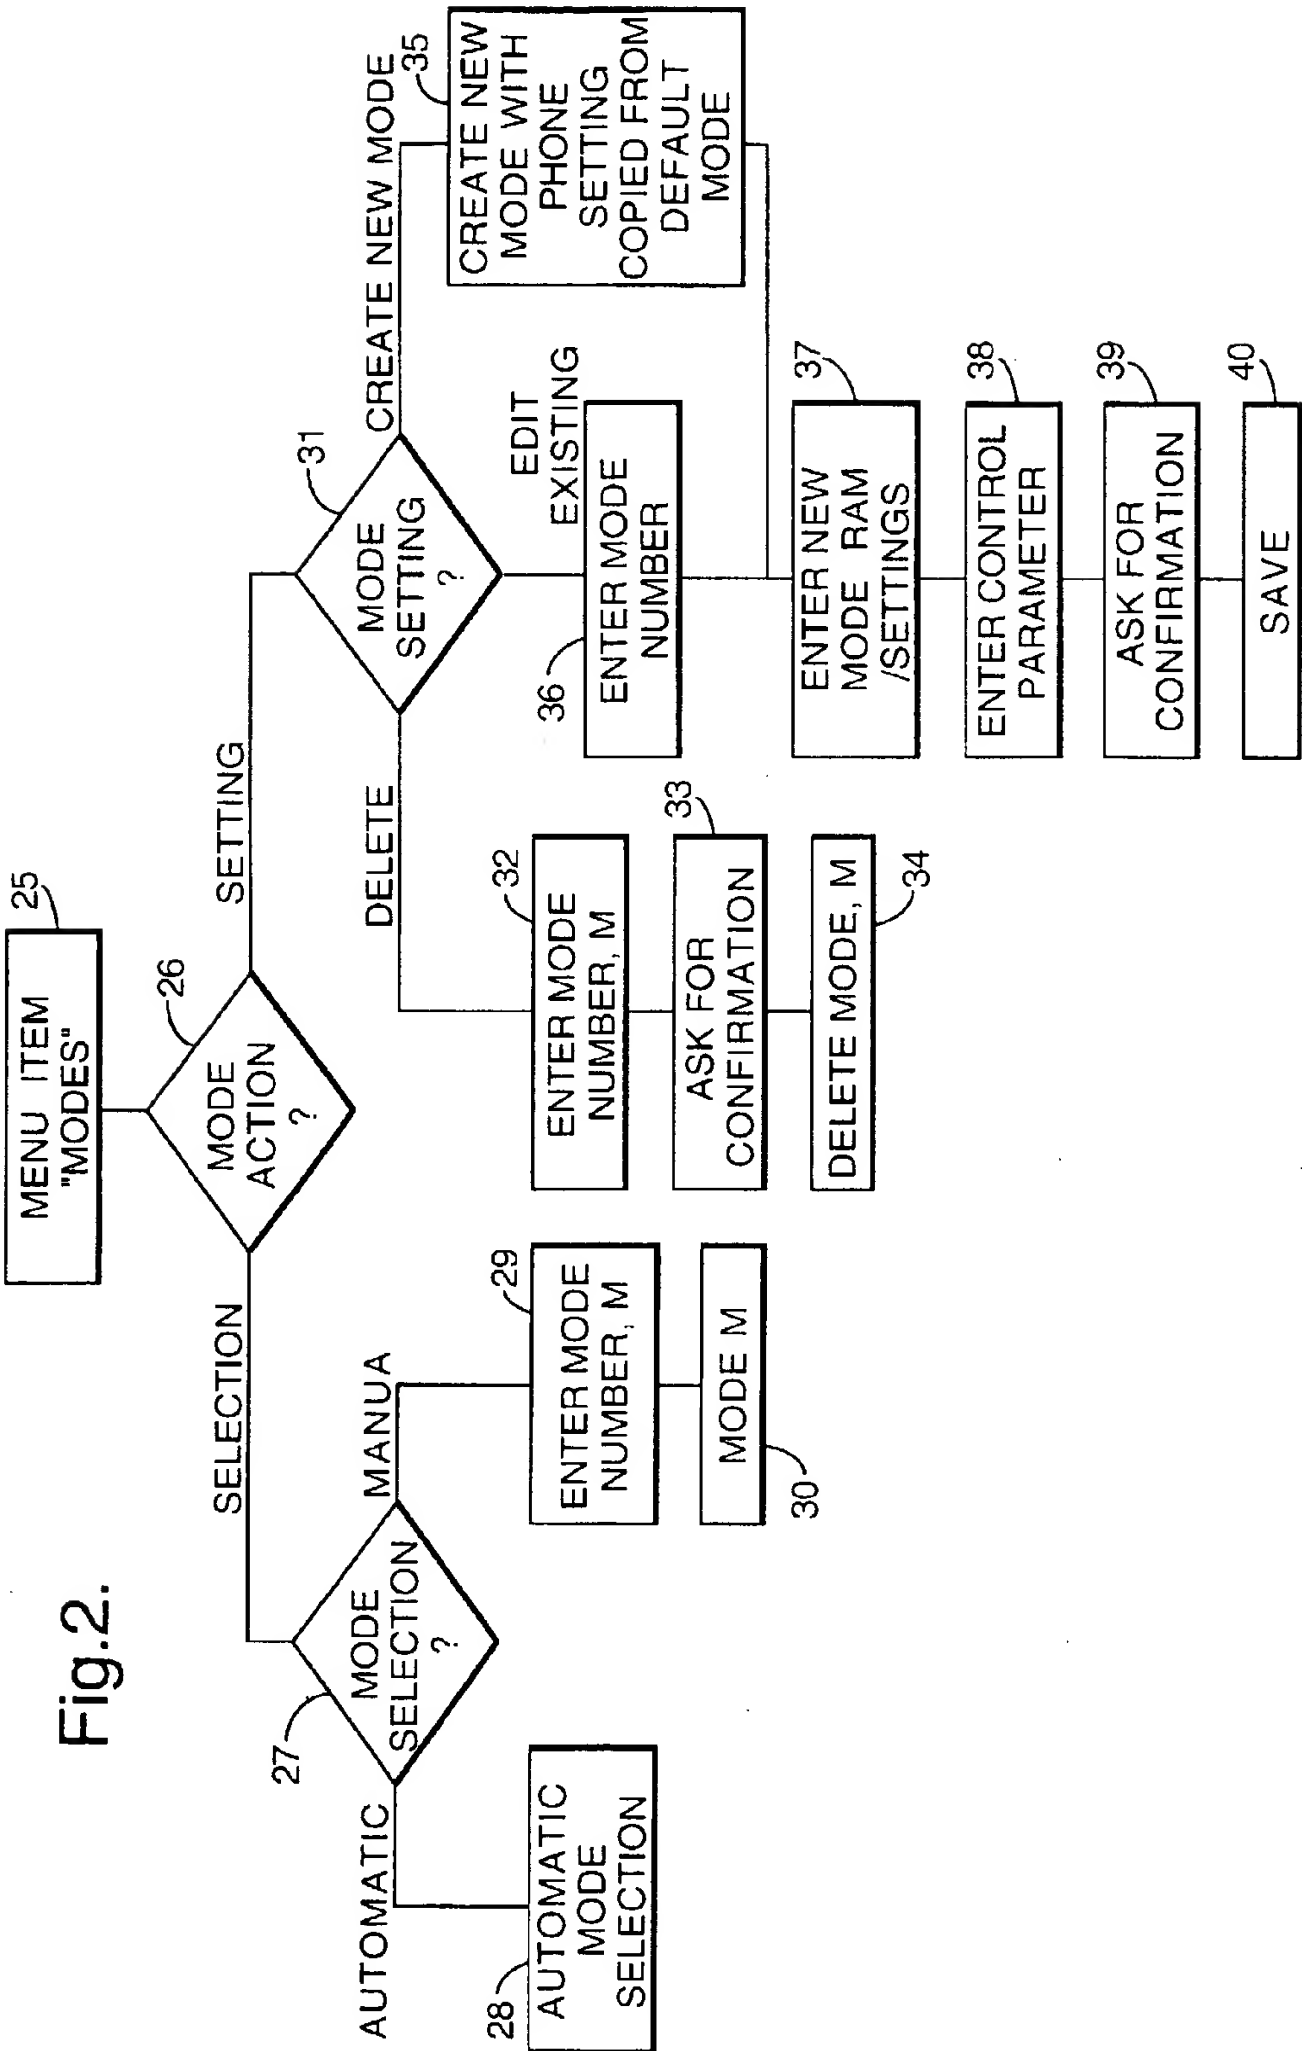 Fig.2.
MENU ITEM
"MODES"
25
MODE
ACTION
?
26
SELECTION
SETTING
MODE
SELECTION
?
27
AUTOMATIC
MANUA
AUTOMATIC
MODE
SELECTION
28
ENTER MODE
NUMBER, M
29
MODE M
30
MODE
SETTING
?
31
DELETE
EDIT
EXISTING
CREATE NEW MODE
ENTER MODE
NUMBER, M
32
ASK FOR
CONFIRMATION
33
DELETE MODE, M
34
CREATE NEW
MODE WITH
PHONE
SETTING
COPIED FROM
DEFAULT
MODE
35
ENTER MODE
NUMBER
36
ENTER NEW
MODE RAM
/SETTINGS
37
ENTER CONTROL
PARAMETER
38
ASK FOR
CONFIRMATION
39
SAVE
40